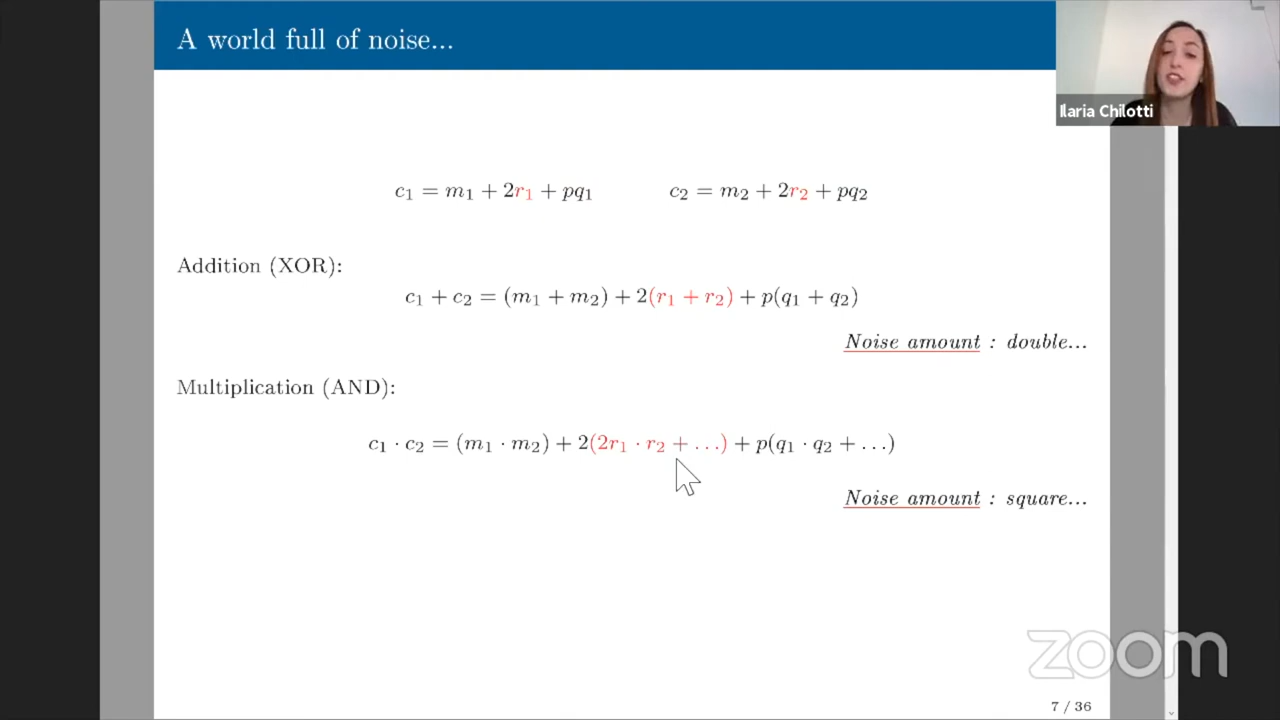 A world full of noise...
Ilaria Chilotti
c₁ = m₁ + 2r₁ + pq₁ c₂ = m₂ + 2r₂ + pq₂
Addition (XOR):
c₁ + c₂ = (m₁ + m₂) + 2(r₁ + r₂) + p(q₁ + q₂)
Noise amount : double...
Multiplication (AND):
c₁ · c₂ = (m₁ · m₂) + 2(2r₁ · r₂ + ...) + p(q₁ · q₂ + ...)
Noise amount : square...
zoom
7 / 36